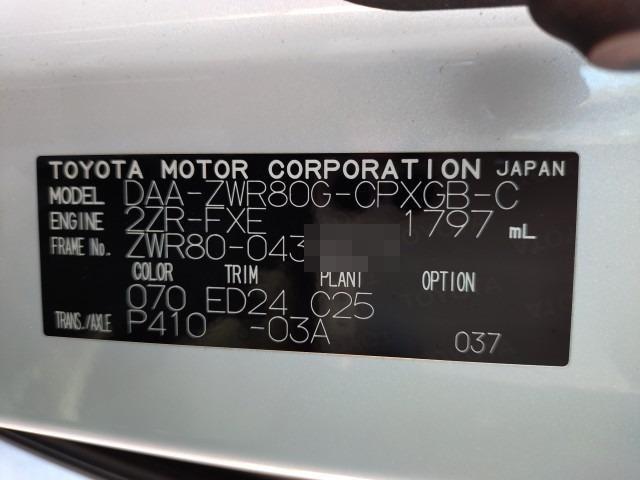 TOYOTA MOTOR CORPORATION JAPAN
MODEL DAA-ZWR80G-CPXGB-C
ENGINE 2ZR-FXE 1797 mL
FRAME No. ZWR80-043
COLOR TRIM PLANT OPTION
070 ED24 C25
TRANS./AXLE P410 -03A 037